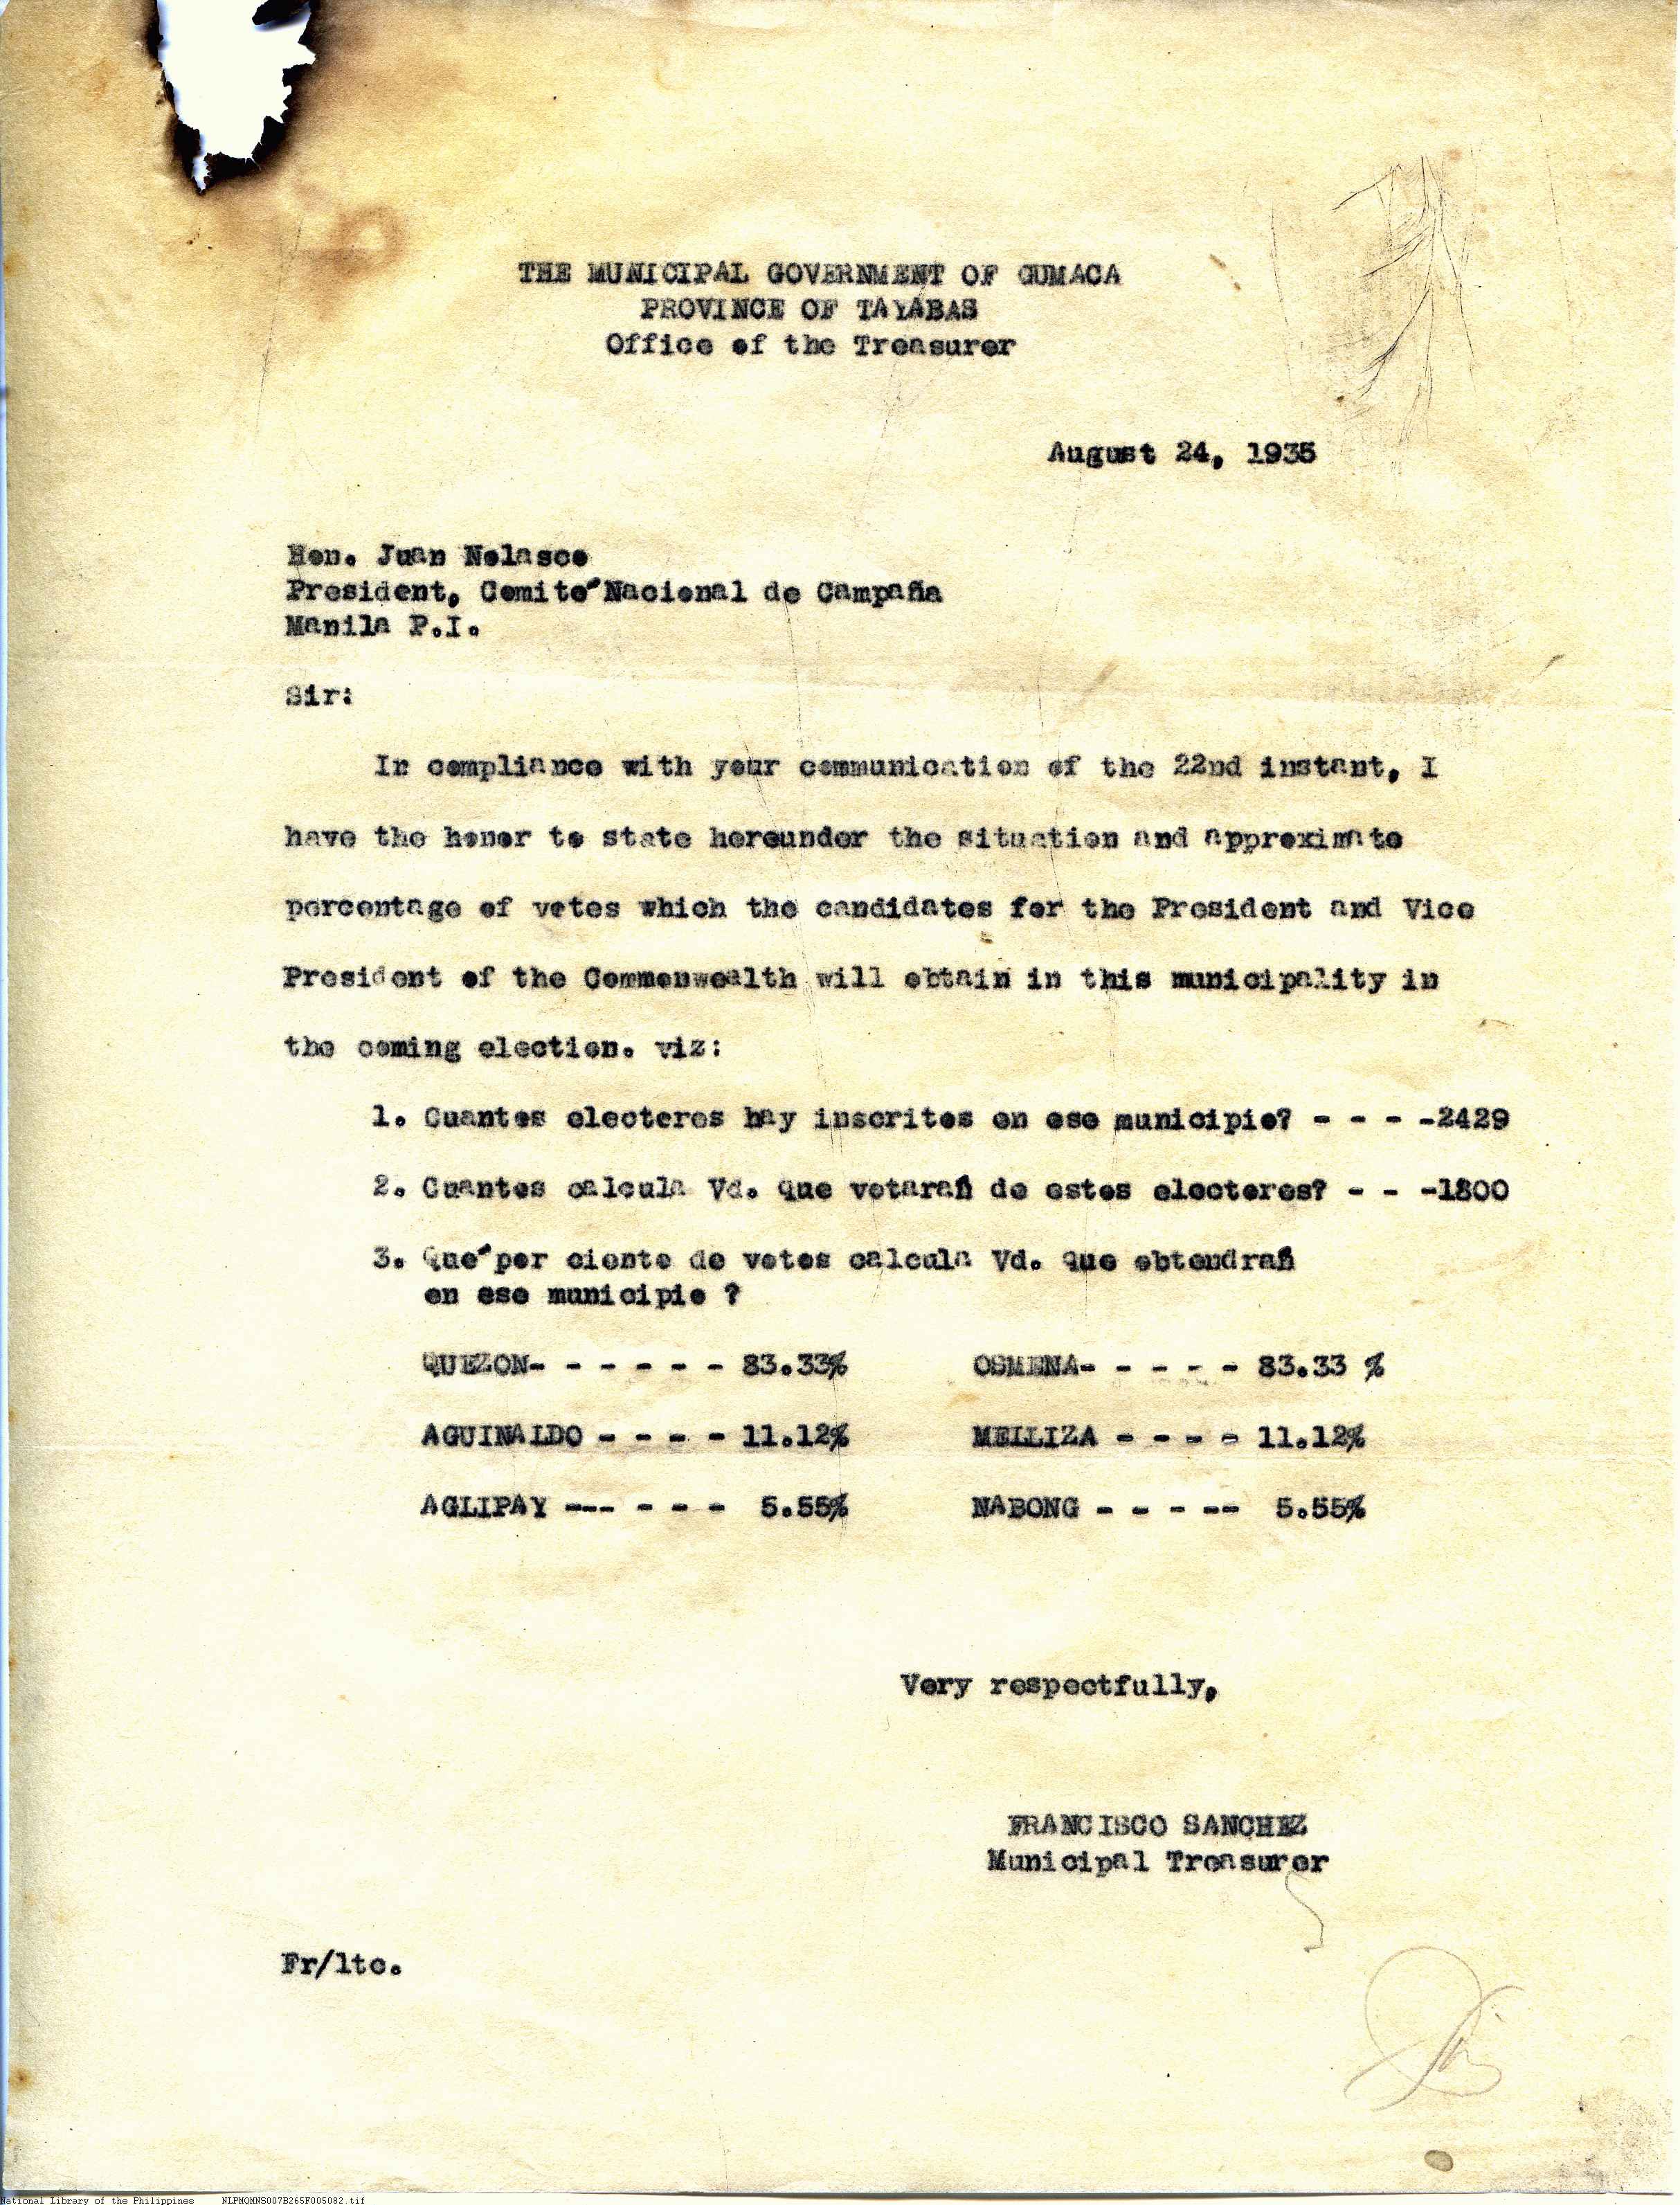 THE MUNICIPAL GOVERNMENT OF GUMACA
PROVINCE OF TAYABAS
Office of the Treasurer
August 24, 1935
Hon. Juan Nolasco
President, Comite´Nacional de Campaña
Manila P.I.
Sir:
In compliance with your communication of the 22nd instant, I
have the honor to state hereunder the situation and approximate
percentage of votes which the candidates for the President and Vice
President of the Commonwealth will obtain in this municipality in
the coming election. viz:
1. Cuantos electores hay inscritos en ese municipio? - - - -2429
2. Cuantos calcula Vd. que votarań de estos electores? - - -1800
3. Que´por ciento de votos calcula Vd. que obtendrań
en ese municipio ?
QUEZON- - - - - - - 83.33% OSMENA- - - - - 83.33 %
AGUINALDO - - - - 11.12% MELLIZA - - - - 11.12%
AGLIPAY --- - - - 5.55% NABONG - - - -- 5.55%
Very respectfully,
FRANCISCO SANCHEZ
Municipal Treasurer
Fr/ltc.
National Library of the Philippines NLPMQMNS007B265F005082.tif